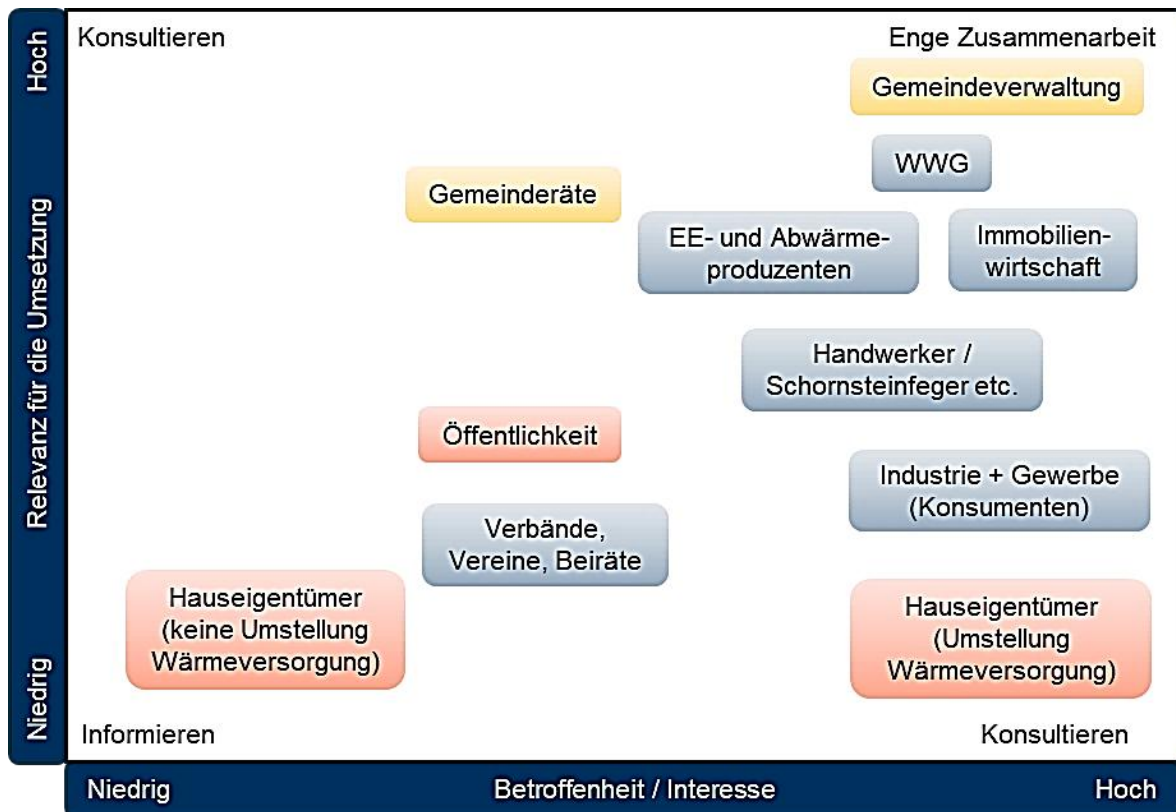 Hoch
Relevanz für die Umsetzung
Niedrig
Konsultieren
Enge Zusammenarbeit
Gemeindeverwaltung
WWG
Gemeinderäte
EE- und Abwärme-
produzenten
Immobilien-
wirtschaft
Handwerker /
Schornsteinfeger etc.
Öffentlichkeit
Industrie + Gewerbe
(Konsumenten)
Verbände,
Vereine, Beiräte
Hauseigentümer
(keine Umstellung
Wärmeversorgung)
Hauseigentümer
(Umstellung
Wärmeversorgung)
Informieren
Konsultieren
Niedrig
Betroffenheit / Interesse
Hoch